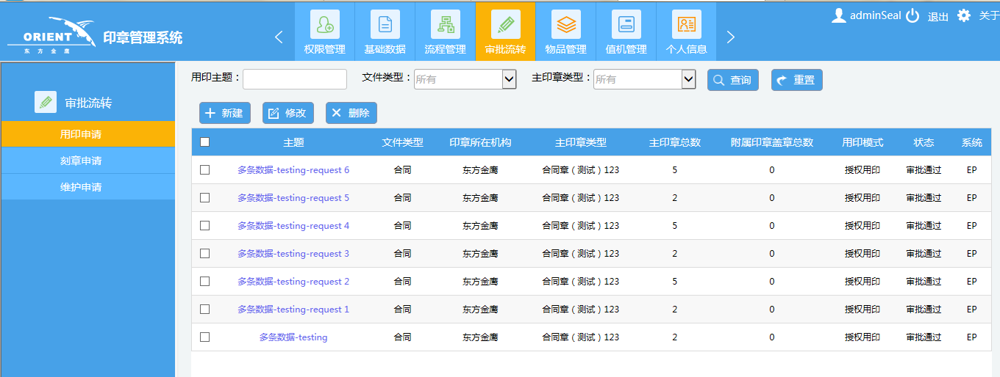 ORIENT
东方金鹰
印章管理系统
权限管理 基础数据 流程管理 审批流转 物品管理 值机管理 个人信息
adminSeal 退出 关于
审批流转
用印申请
刻章申请
维护申请
用印主题： 文件类型： 所有 主印章类型： 所有 查询 重置
新建 修改 删除
主题 文件类型 印章所在机构 主印章类型 主印章总数 附属印章盖章总数 用印模式 状态 系统
多条数据-testing-request 6 合同 东方金鹰 合同章（测试）123 5 0 授权用印 审批通过 EP
多条数据-testing-request 5 合同 东方金鹰 合同章（测试）123 2 0 授权用印 审批通过 EP
多条数据-testing-request 4 合同 东方金鹰 合同章（测试）123 5 0 授权用印 审批通过 EP
多条数据-testing-request 3 合同 东方金鹰 合同章（测试）123 2 0 授权用印 审批通过 EP
多条数据-testing-request 2 合同 东方金鹰 合同章（测试）123 5 0 授权用印 审批通过 EP
多条数据-testing-request 1 合同 东方金鹰 合同章（测试）123 2 0 授权用印 审批通过 EP
多条数据-testing 合同 东方金鹰 合同章（测试）123 2 0 授权用印 审批通过 EP